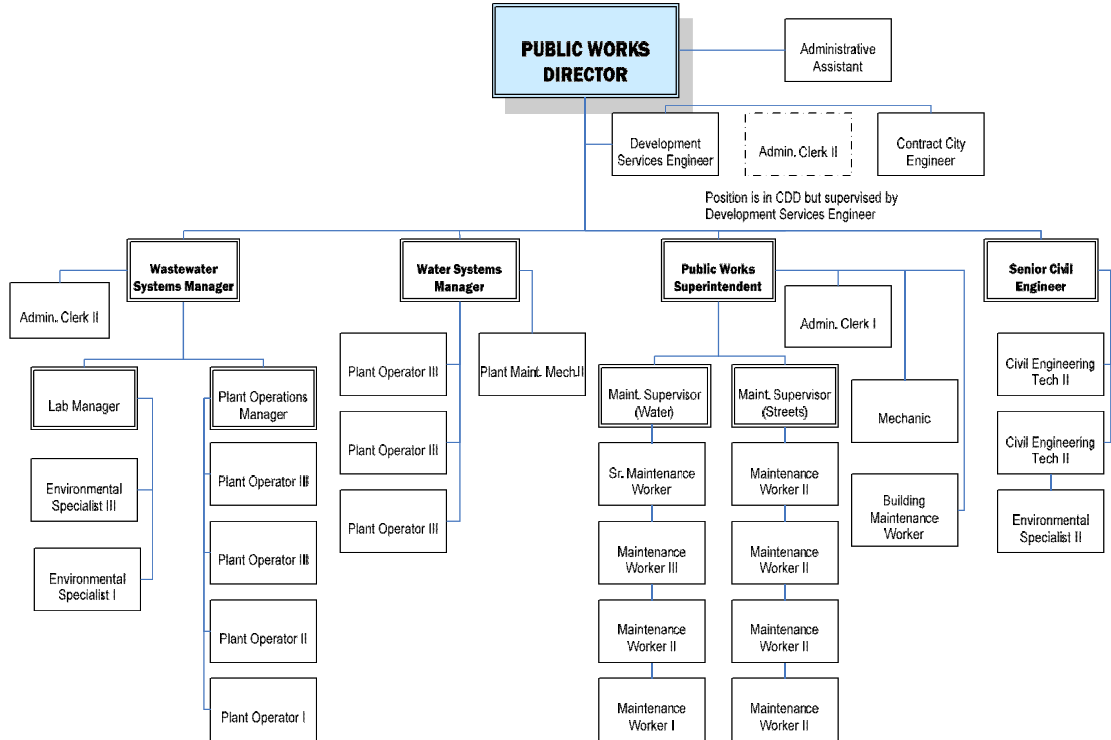 PUBLIC WORKS
DIRECTOR
Administrative
Assistant
Development
Services Engineer
Admin. Clerk II
Contract City
Engineer
Position is in CDD but supervised by
Development Services Engineer
Wastewater
Systems Manager
Water Systems
Manager
Public Works
Superintendent
Senior Civil
Engineer
Admin. Clerk II
Admin. Clerk I
Plant Operator III
Plant Maint. Mech.II
Civil Engineering
Tech II
Lab Manager
Plant Operations
Manager
Maint. Supervisor
(Water)
Maint. Supervisor
(Streets)
Mechanic
Plant Operator III
Civil Engineering
Tech II
Environmental
Specialist III
Plant Operator III
Sr. Maintenance
Worker
Maintenance
Worker II
Building
Maintenance
Worker
Plant Operator III
Environmental
Specialist II
Environmental
Specialist I
Plant Operator III
Maintenance
Worker III
Maintenance
Worker II
Plant Operator II
Maintenance
Worker II
Maintenance
Worker II
Plant Operator I
Maintenance
Worker I
Maintenance
Worker II